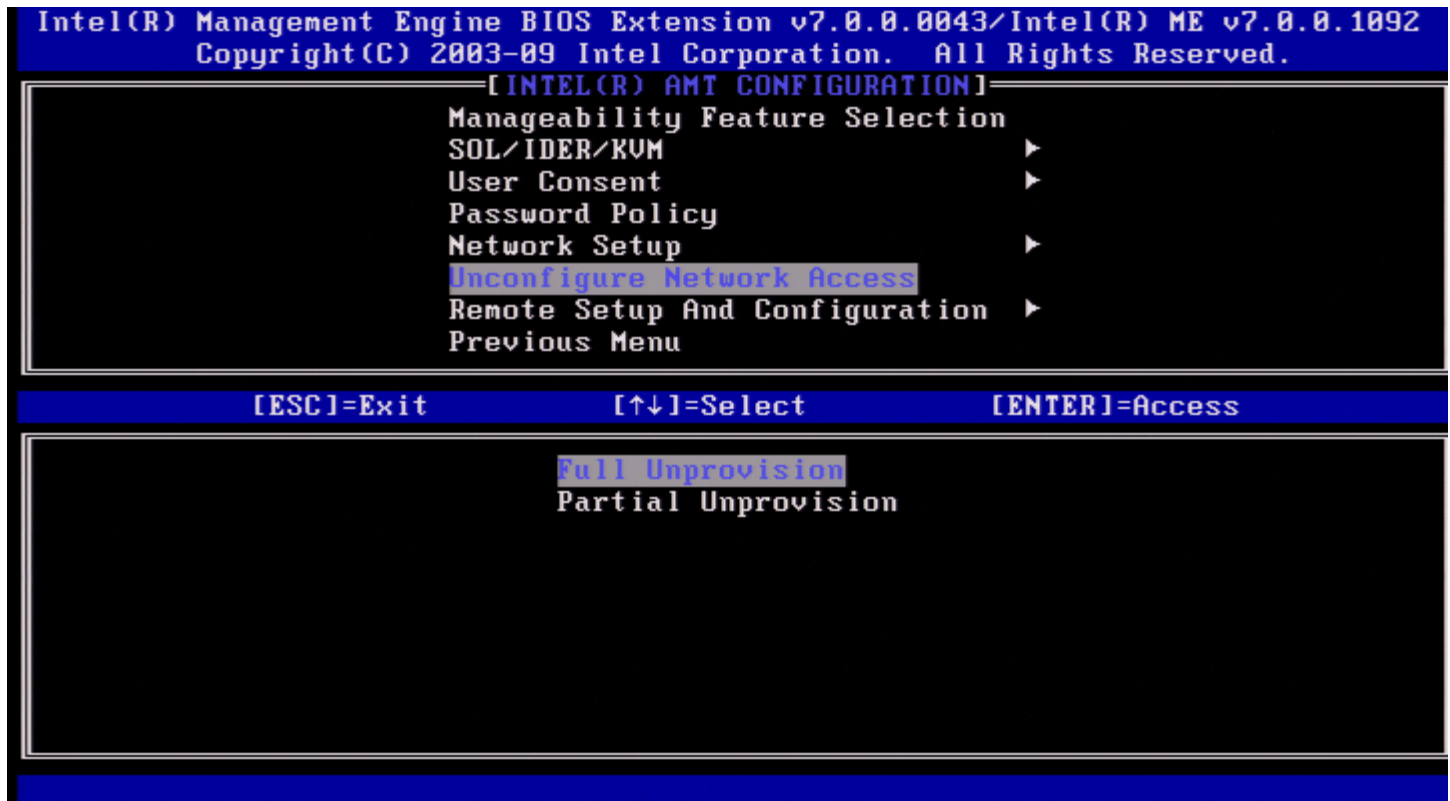 Intel(R) Management Engine BIOS Extension v7.0.0.0043/Intel(R) ME v7.0.0.1092
Copyright(C) 2003-09 Intel Corporation. All Rights Reserved.
[INTEL(R) AMT CONFIGURATION]
Manageability Feature Selection
SOL/IDER/KVM ►
User Consent ►
Password Policy
Network Setup ►
Unconfigure Network Access
Remote Setup And Configuration ►
Previous Menu
[ESC]=Exit [↑↓]=Select [ENTER]=Access
Full Unprovision
Partial Unprovision